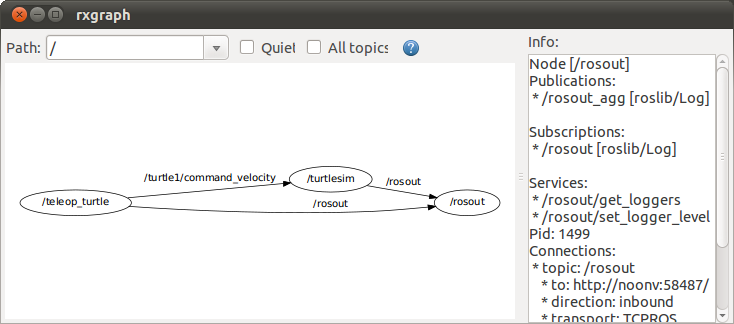 rxgraph
Path: / Quiet All topics ?
Info:
Node [/rosout]
Publications:
* /rosout_agg [roslib/Log]
Subscriptions:
* /rosout [roslib/Log]
Services:
* /rosout/get_loggers
* /rosout/set_logger_level
Pid: 1499
Connections:
* topic: /rosout
* to: http://noonv:58487/
* direction: inbound
* transport: TCPROS
/turtle1/command_velocity
/turtlesim
/rosout
/teleop_turtle
/rosout
/rosout